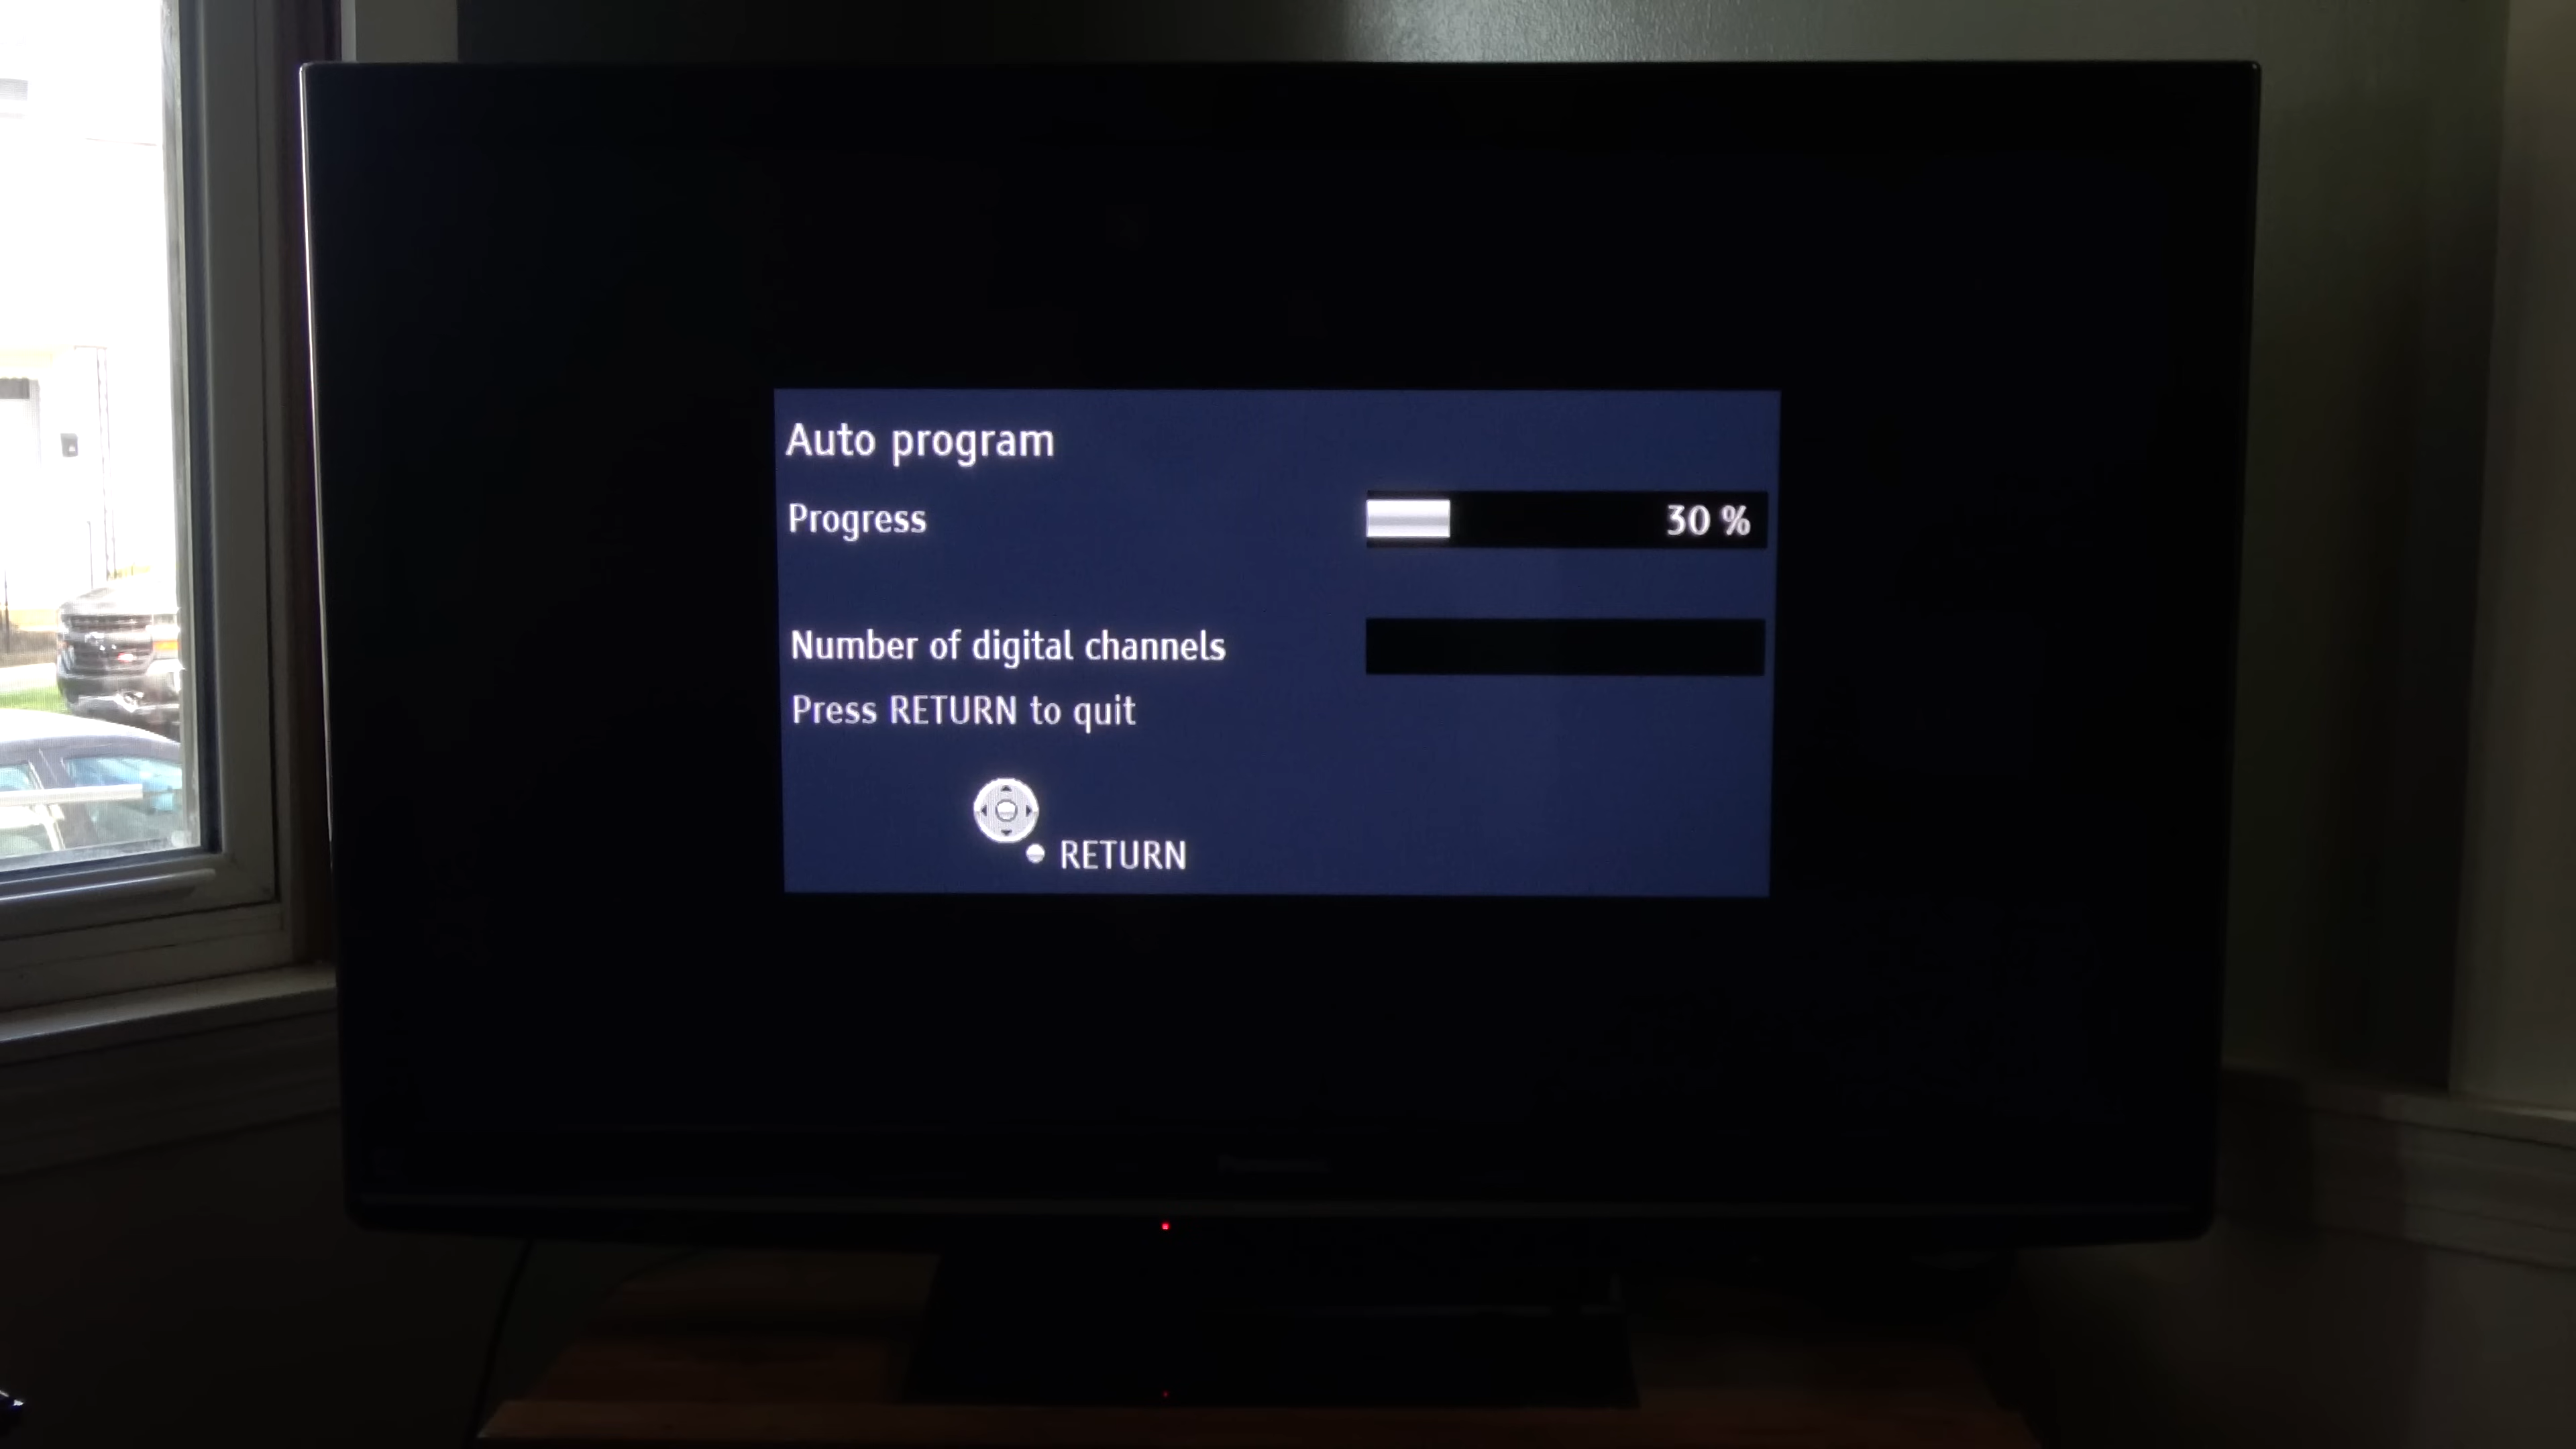 Auto program
Progress 30 %
Number of digital channels
Press RETURN to quit
RETURN